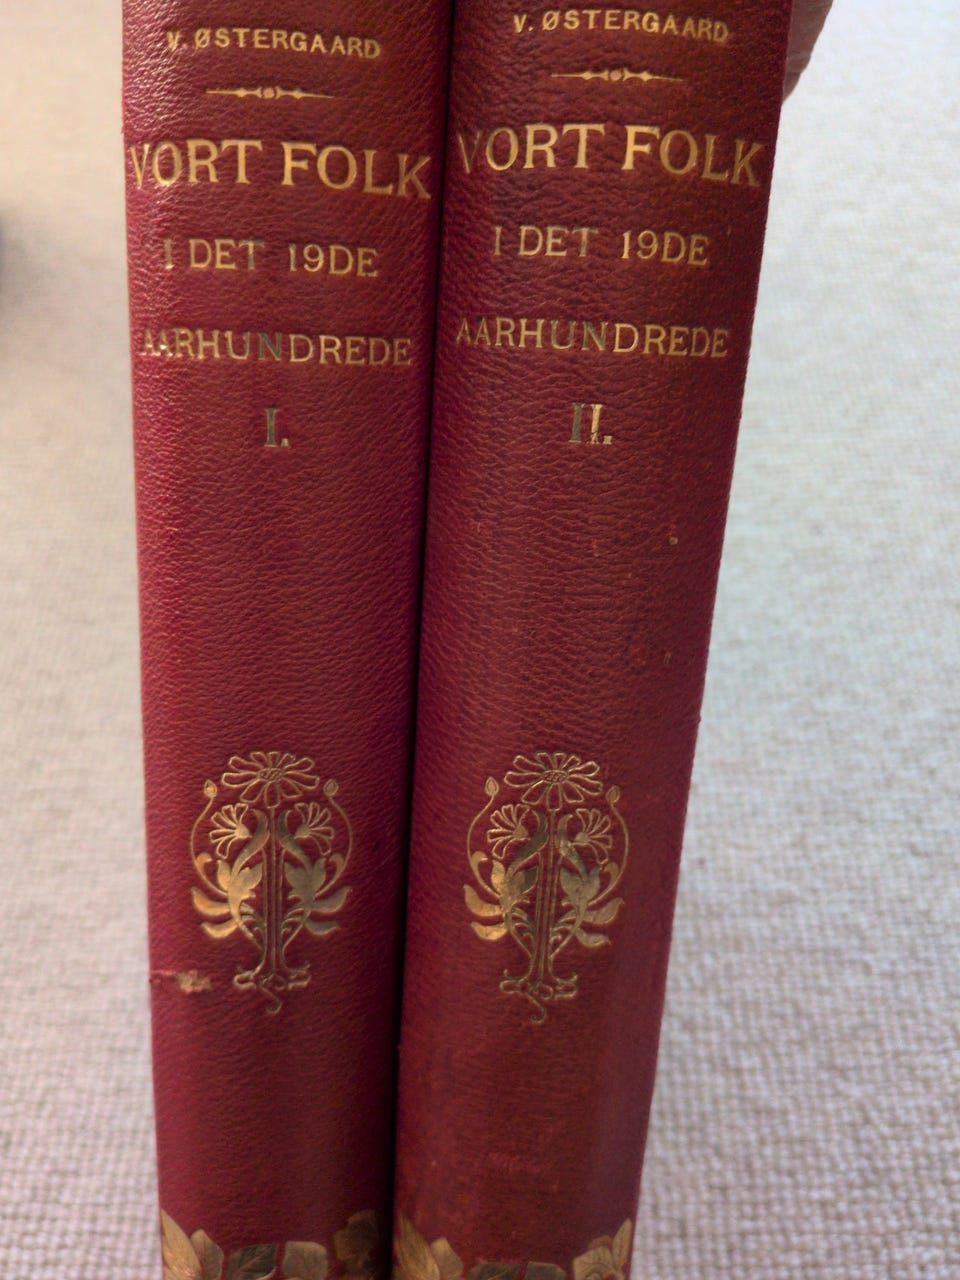 V. ØSTERGAARD
VORT FOLK
I DET 19DE
AARHUNDREDE
I.
V. ØSTERGAARD
VORT FOLK
I DET 19DE
AARHUNDREDE
II.